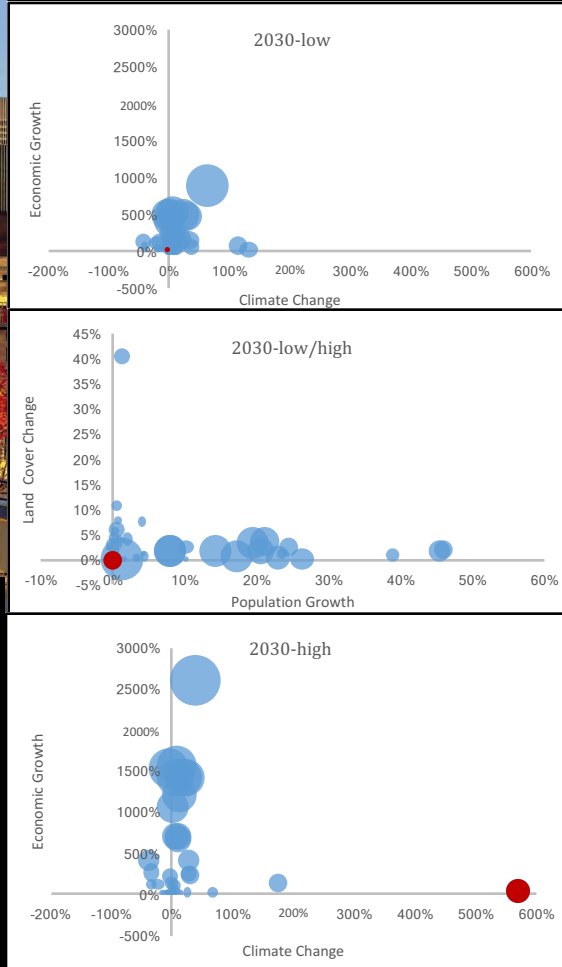 2030-low
Economic Growth
3000%
2500%
2000%
1500%
1000%
500%
0%
-500%
-200% -100% 0% 100% 200% 300% 400% 500% 600%
Climate Change
2030-low/high
Land Cover Change
45%
40%
35%
30%
25%
20%
15%
10%
5%
0%
-5%
-10% 0% 10% 20% 30% 40% 50% 60%
Population Growth
2030-high
Economic Growth
3000%
2500%
2000%
1500%
1000%
500%
0%
-500%
-200% -100% 0% 100% 200% 300% 400% 500% 600%
Climate Change